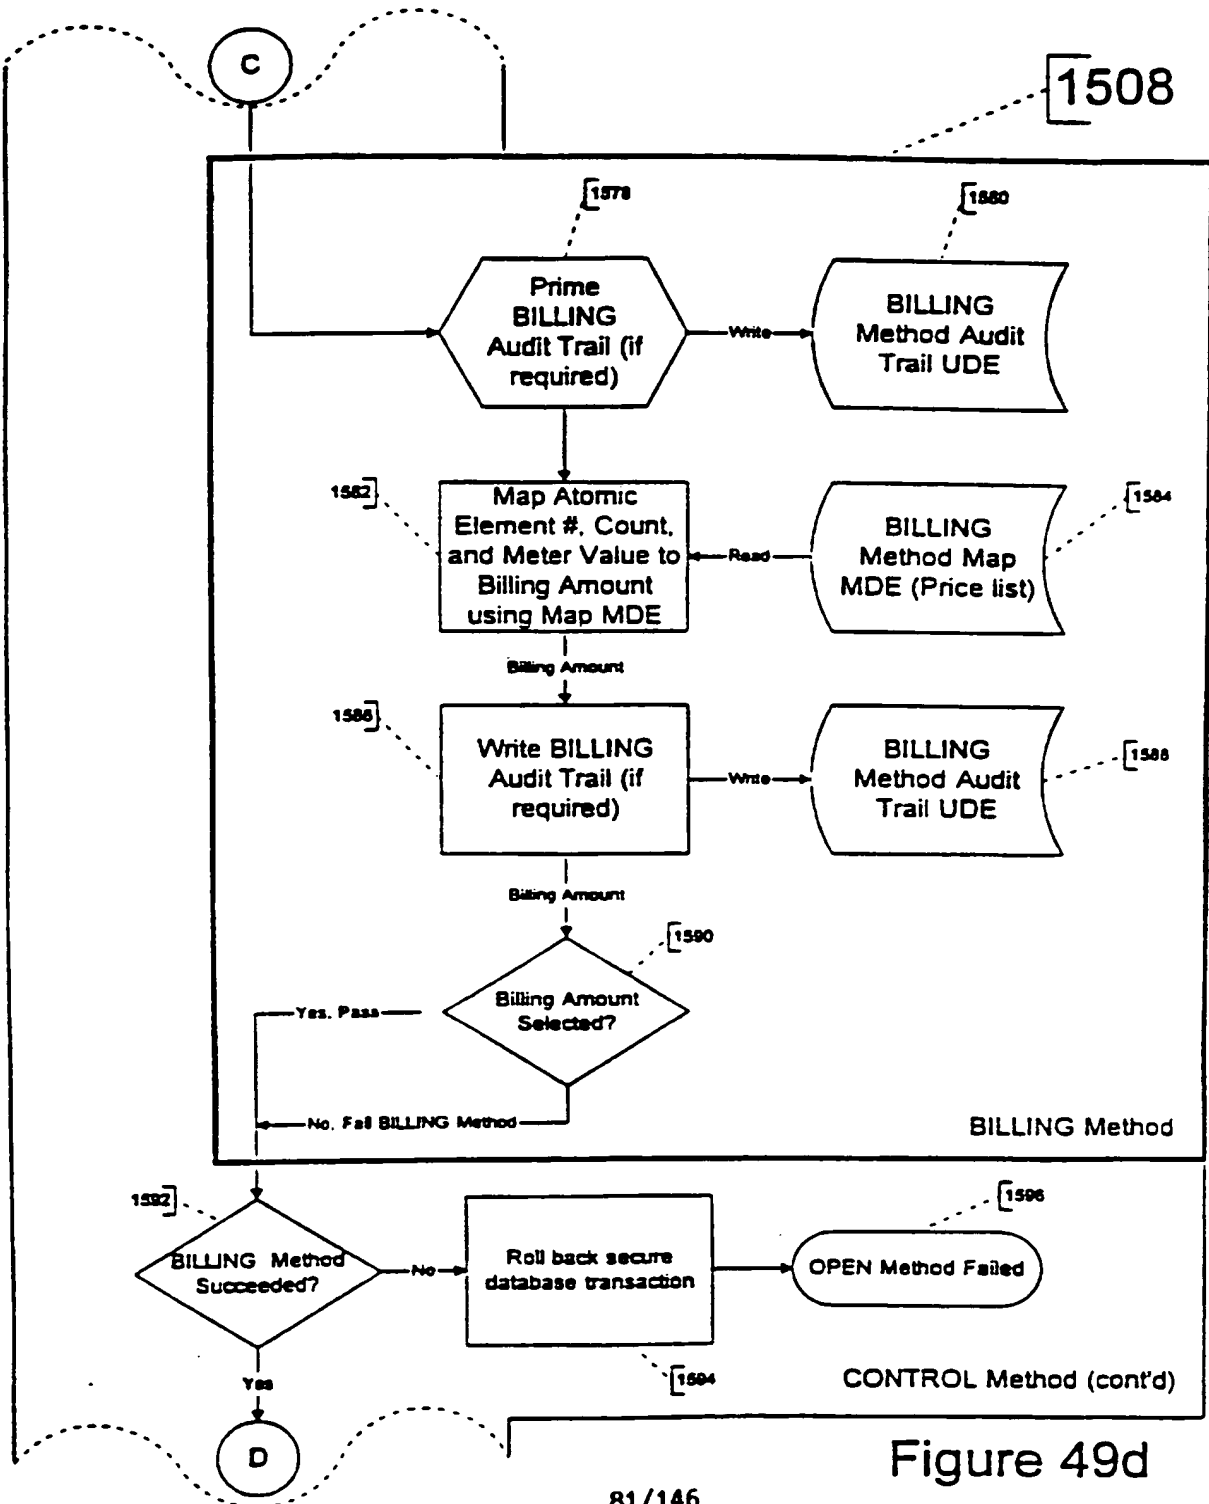 C
1508
1578
1580
Prime
BILLING
Audit Trail (if
required)
Write
BILLING
Method Audit
Trail UDE
1582
Map Atomic
Element #, Count,
and Meter Value to
Billing Amount
using Map MDE
Read
BILLING
Method Map
MDE (Price list)
1584
Billing Amount
1586
Write BILLING
Audit Trail (if
required)
Write
BILLING
Method Audit
Trail UDE
1588
Billing Amount
1590
Billing Amount
Selected?
Yes, Pass
No, Fail BILLING Method
BILLING Method
1592
BILLING Method
Succeeded?
No
Roll back secure
database transaction
1596
OPEN Method Failed
1594
Yes
CONTROL Method (cont'd)
D
Figure 49d
81/146